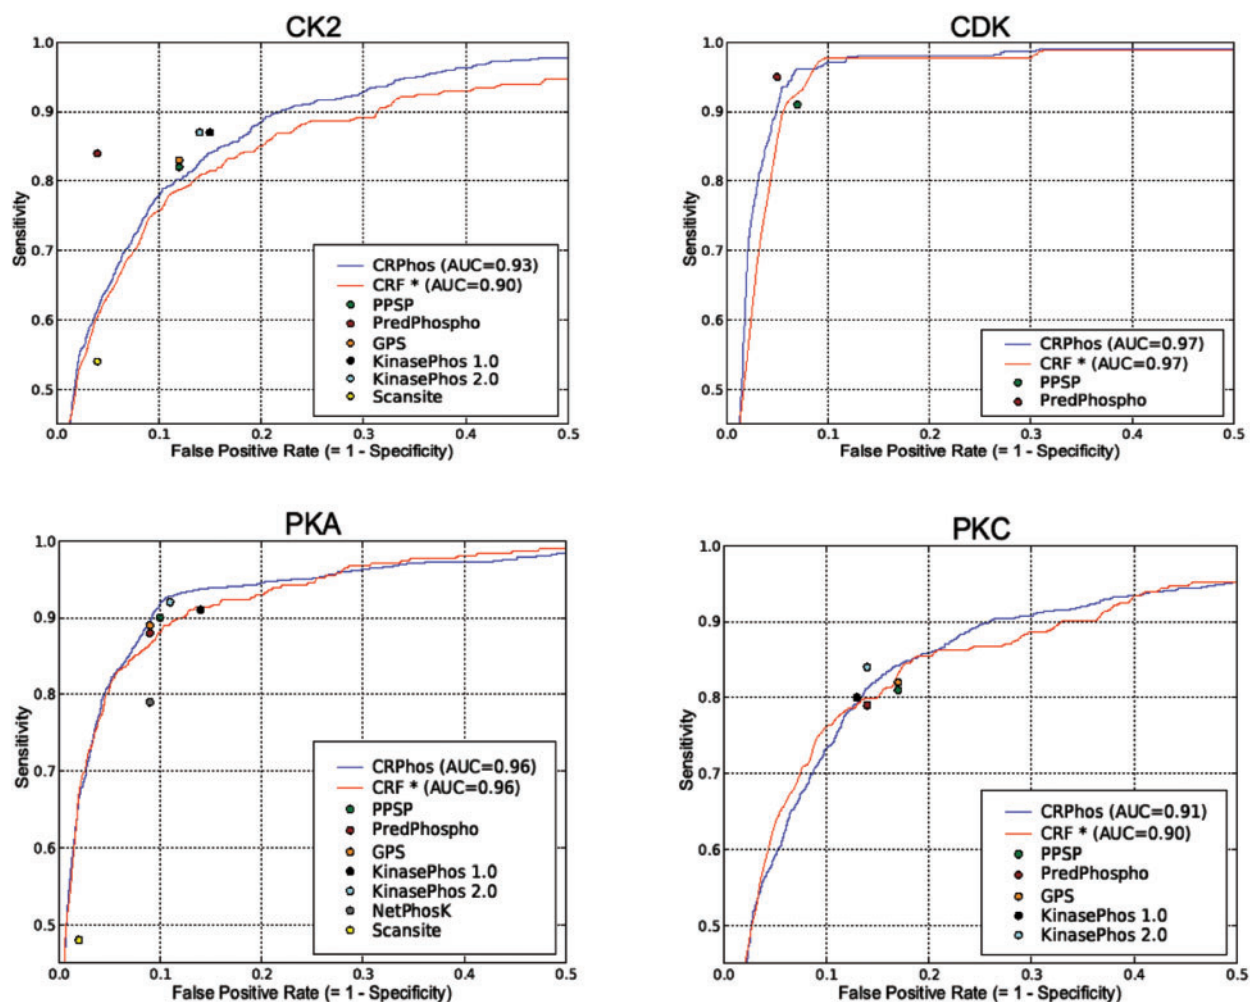 CK2
1.0
0.9
0.8
0.7
0.6
0.5
Sensitivity
CRPhos (AUC=0.93)
CRF * (AUC=0.90)
PPSP
PredPhospho
GPS
KinasePhos 1.0
KinasePhos 2.0
Scansite
0.0 0.1 0.2 0.3 0.4 0.5
False Positive Rate (= 1 - Specificity)
CDK
1.0
0.9
0.8
0.7
0.6
0.5
Sensitivity
CRPhos (AUC=0.97)
CRF * (AUC=0.97)
PPSP
PredPhospho
0.0 0.1 0.2 0.3 0.4 0.5
False Positive Rate (= 1 - Specificity)
PKA
1.0
0.9
0.8
0.7
0.6
0.5
Sensitivity
CRPhos (AUC=0.96)
CRF * (AUC=0.96)
PPSP
PredPhospho
GPS
KinasePhos 1.0
KinasePhos 2.0
NetPhosK
Scansite
0.0 0.1 0.2 0.3 0.4 0.5
False Positive Rate (= 1 - Specificity)
PKC
1.0
0.9
0.8
0.7
0.6
0.5
Sensitivity
CRPhos (AUC=0.91)
CRF * (AUC=0.90)
PPSP
PredPhospho
GPS
KinasePhos 1.0
KinasePhos 2.0
0.0 0.1 0.2 0.3 0.4 0.5
False Positive Rate (= 1 - Specificity)